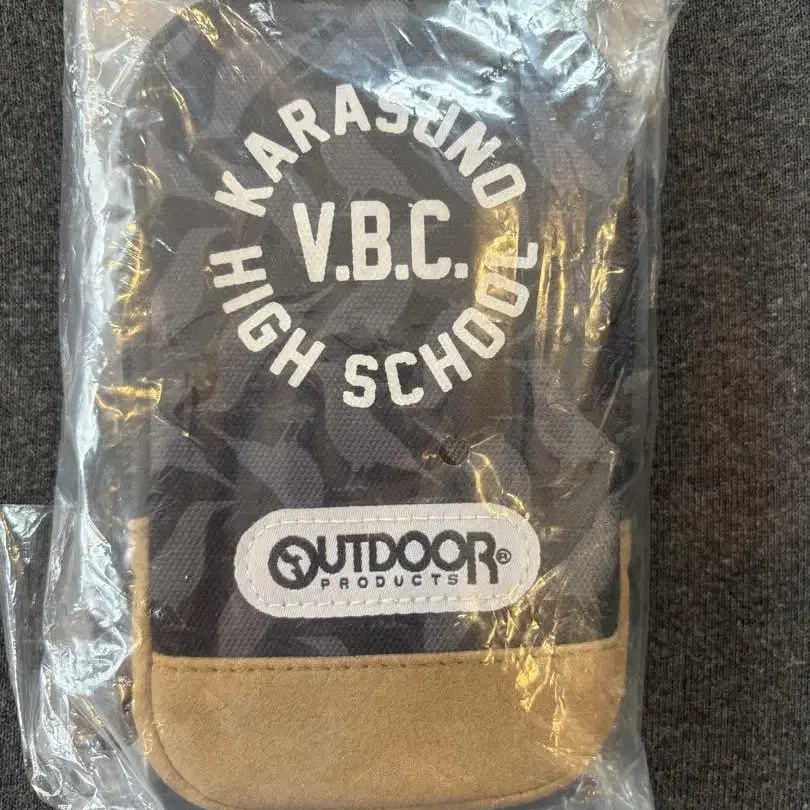 KARASUNO
V.B.C.
HIGH SCHOOL
OUTDOOR®
PRODUCTS